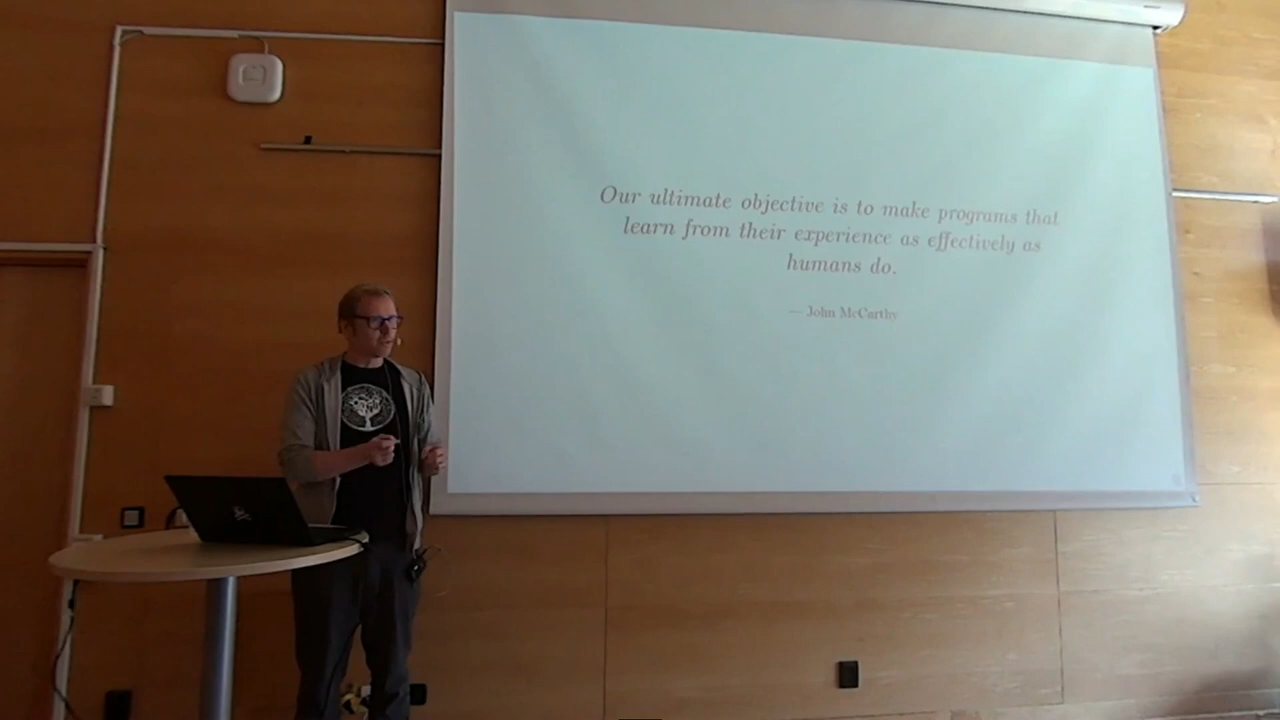 Our ultimate objective is to make programs that
learn from their experience as effectively as
humans do.
— John McCarthy